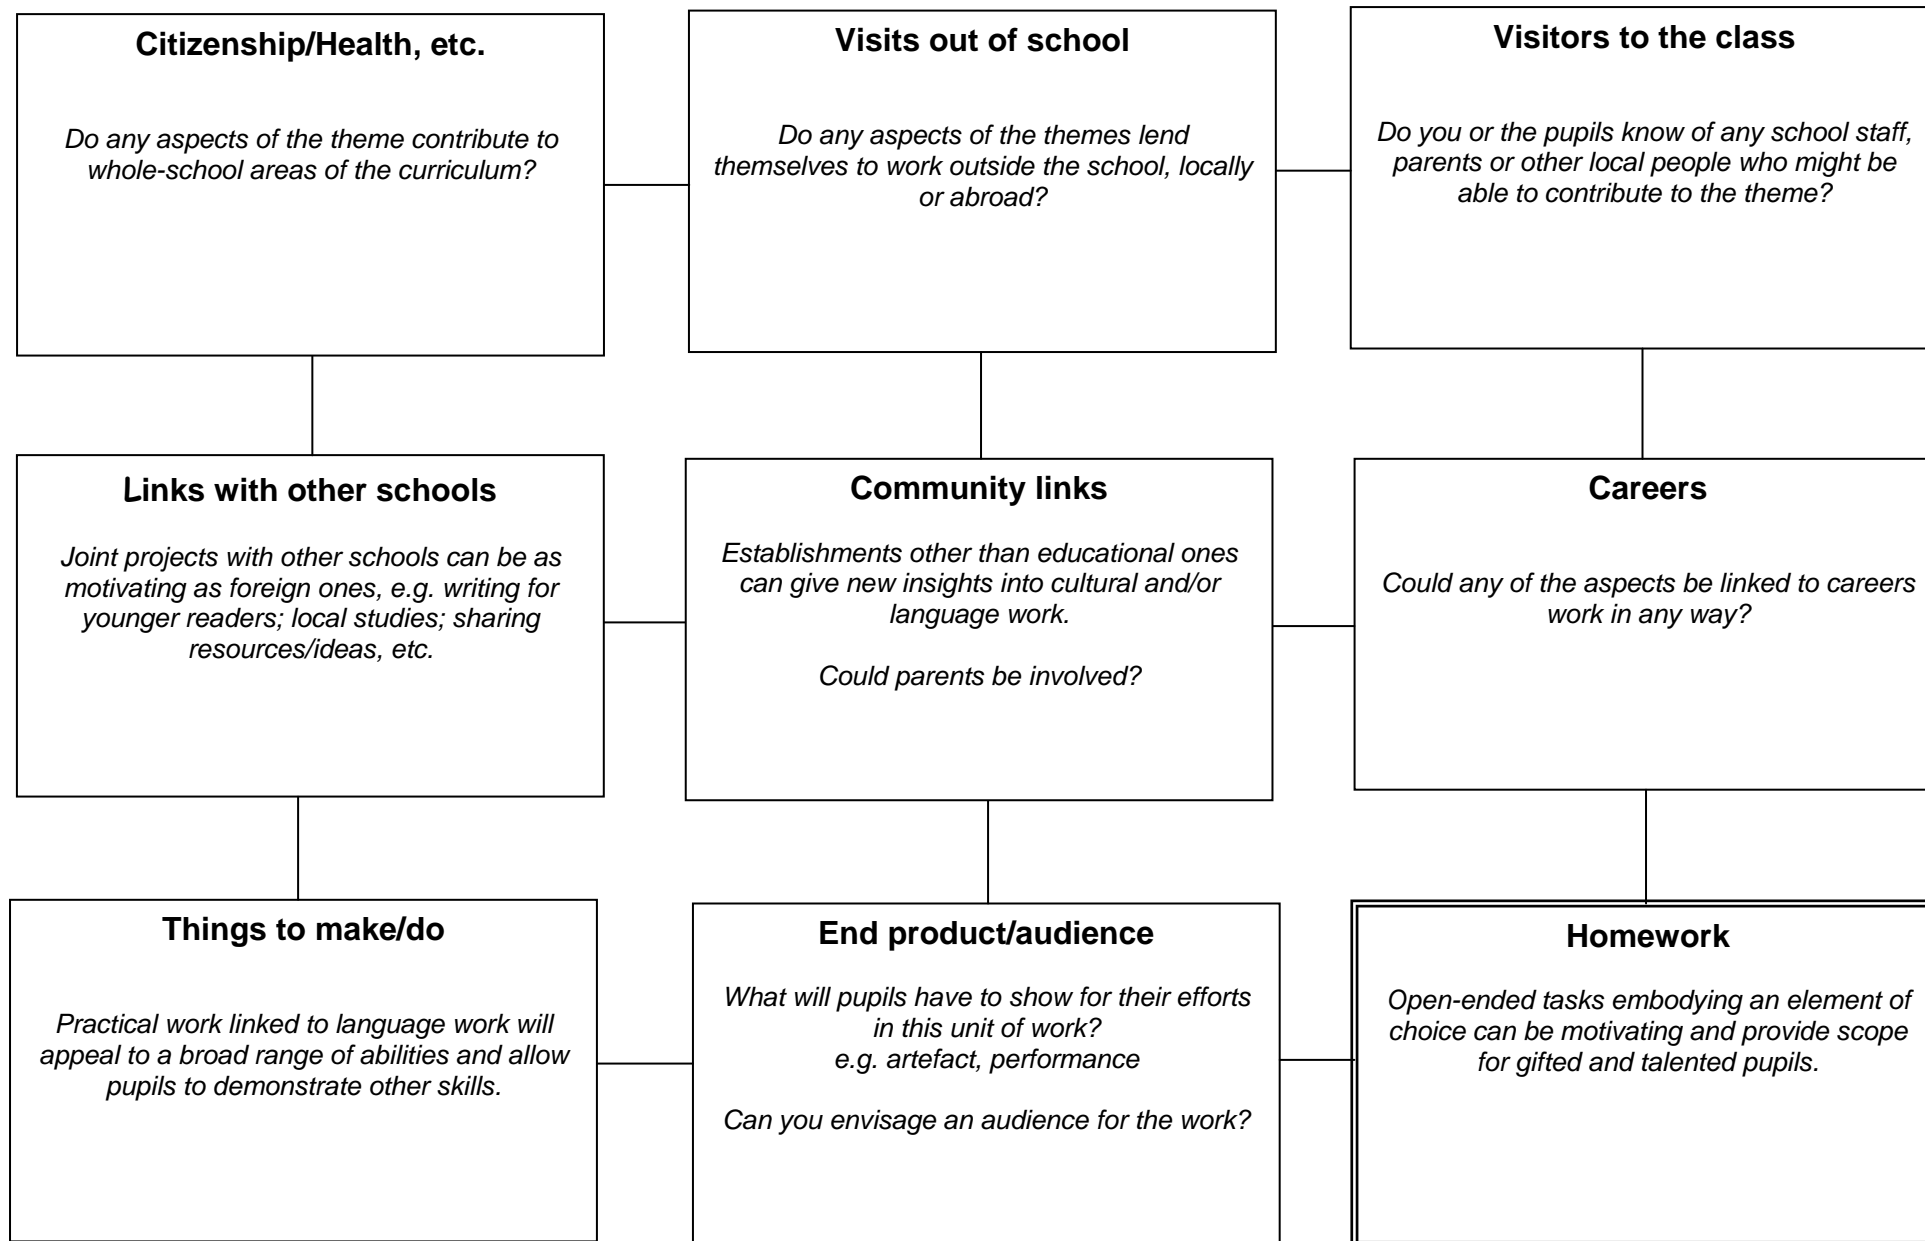 Citizenship/Health, etc.
Do any aspects of the theme contribute to
whole-school areas of the curriculum?
Visits out of school
Do any aspects of the themes lend
themselves to work outside the school, locally
or abroad?
Visitors to the class
Do you or the pupils know of any school staff,
parents or other local people who might be
able to contribute to the theme?
Links with other schools
Joint projects with other schools can be as
motivating as foreign ones, e.g. writing for
younger readers; local studies; sharing
resources/ideas, etc.
Community links
Establishments other than educational ones
can give new insights into cultural and/or
language work.
Could parents be involved?
Careers
Could any of the aspects be linked to careers
work in any way?
Things to make/do
Practical work linked to language work will
appeal to a broad range of abilities and allow
pupils to demonstrate other skills.
End product/audience
What will pupils have to show for their efforts
in this unit of work?
e.g. artefact, performance
Can you envisage an audience for the work?
Homework
Open-ended tasks embodying an element of
choice can be motivating and provide scope
for gifted and talented pupils.